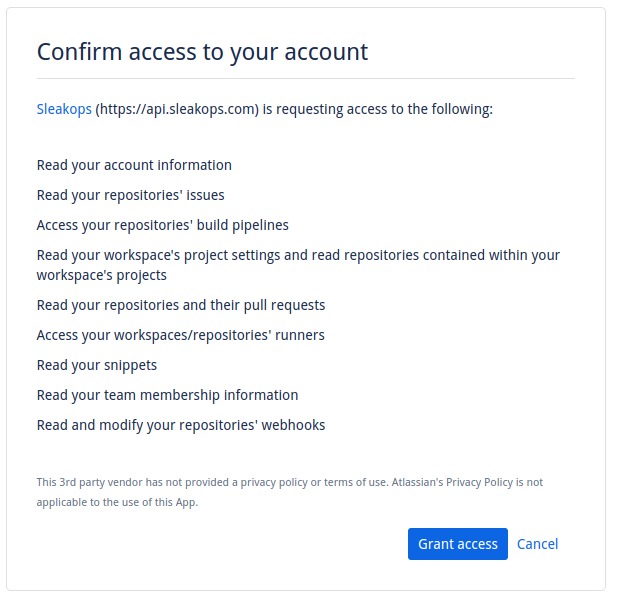 Confirm access to your account
Sleakops (https://api.sleakops.com) is requesting access to the following:
Read your account information
Read your repositories' issues
Access your repositories' build pipelines
Read your workspace's project settings and read repositories contained within your
workspace's projects
Read your repositories and their pull requests
Access your workspaces/repositories' runners
Read your snippets
Read your team membership information
Read and modify your repositories' webhooks
This 3rd party vendor has not provided a privacy policy or terms of use. Atlassian's Privacy Policy is not
applicable to the use of this App.
Grant access Cancel